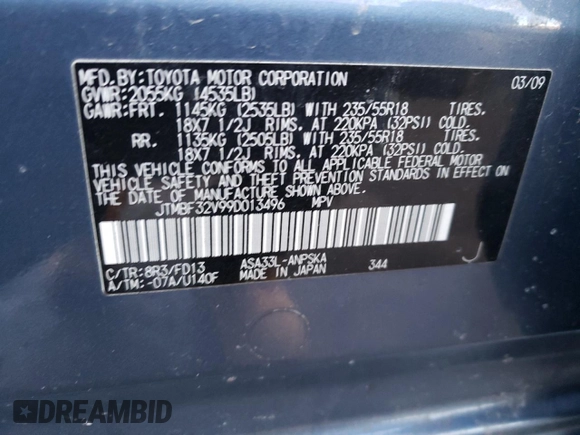 MFD. BY: TOYOTA MOTOR CORPORATION 03/09
GVWR: 2055KG (4535LB)
GAWR: FRT. 1145KG (2535LB) WITH 235/55R18 TIRES.
18X7 1/2J RIMS. AT 220KPA (32PSI) COLD.
RR. 1135KG (2505LB) WITH 235/55R18 TIRES.
18X7 1/2J RIMS. AT 220KPA (32PSI) COLD.
THIS VEHICLE CONFORMS TO ALL APPLICABLE FEDERAL MOTOR
VEHICLE SAFETY AND THEFT PREVENTION STANDARDS IN EFFECT ON
THE DATE OF MANUFACTURE SHOWN ABOVE.
JTMBF32V99D013496 MPV
C/TR: 8R3/FD13 ASA33L-ANPSKA 344 J
A/TM: -07A/U140F MADE IN JAPAN
DREAMBID